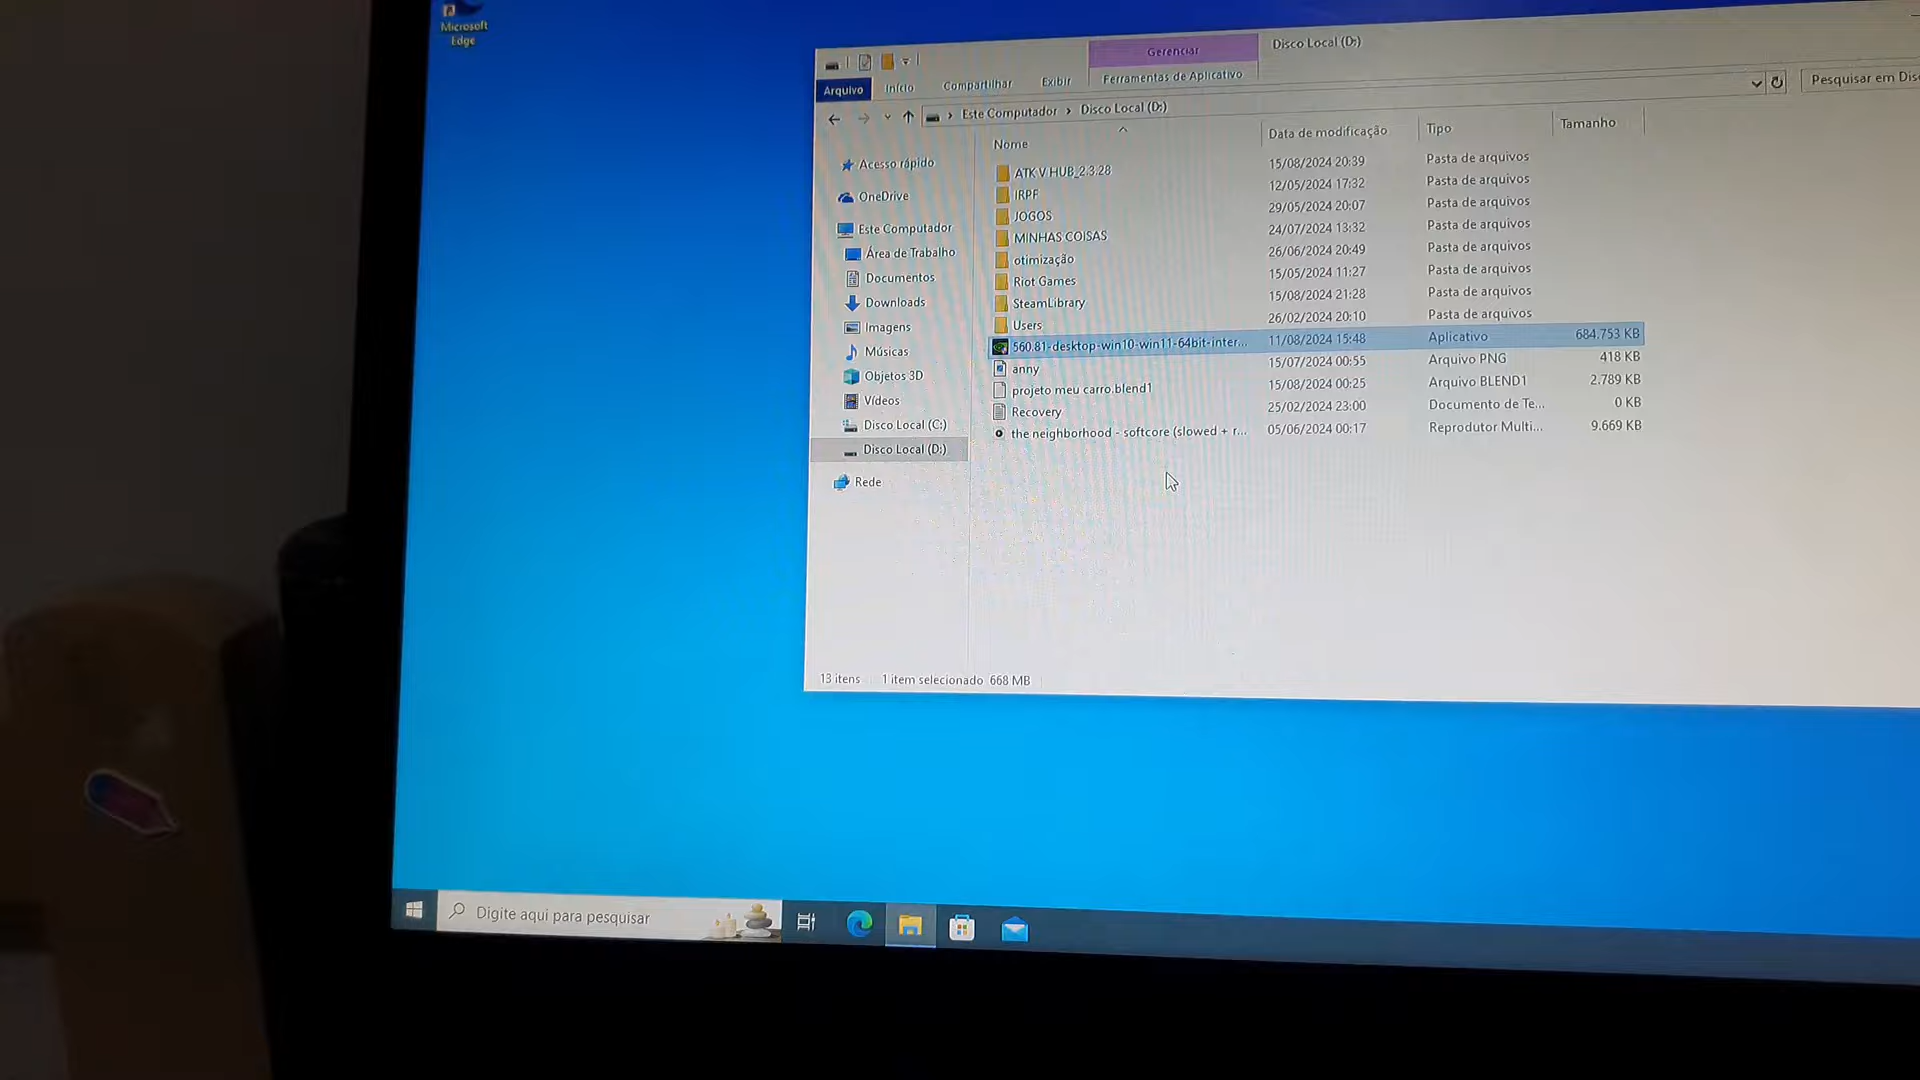 Microsoft
Edge
Gerenciar
Disco Local (D:)
Arquivo
Início
Compartilhar
Exibir
Ferramentas de Aplicativo
Este Computador > Disco Local (D:)
Pesquisar em Dis
Nome
Data de modificação
Tipo
Tamanho
Acesso rápido
OneDrive
Este Computador
Área de Trabalho
Documentos
Downloads
Imagens
Músicas
Objetos 3D
Vídeos
Disco Local (C:)
Disco Local (D:)
Rede
ATK V HUB_2.3.28 15/08/2024 20:39 Pasta de arquivos
IRPF 12/05/2024 17:32 Pasta de arquivos
JOGOS 29/05/2024 20:07 Pasta de arquivos
MINHAS COISAS 24/07/2024 13:32 Pasta de arquivos
otimização 26/06/2024 20:49 Pasta de arquivos
Riot Games 15/05/2024 11:27 Pasta de arquivos
SteamLibrary 15/08/2024 21:28 Pasta de arquivos
Users 26/02/2024 20:10 Pasta de arquivos
560.81-desktop-win10-win11-64bit-inter... 11/08/2024 15:48 Aplicativo 684.753 KB
anny 15/07/2024 00:55 Arquivo PNG 418 KB
projeto meu carro.blend1 15/08/2024 00:25 Arquivo BLEND1 2.789 KB
Recovery 25/02/2024 23:00 Documento de Te... 0 KB
the neighborhood - softcore (slowed + r... 05/06/2024 00:17 Reprodutor Multi... 9.669 KB
13 itens 1 item selecionado 668 MB
Digite aqui para pesquisar